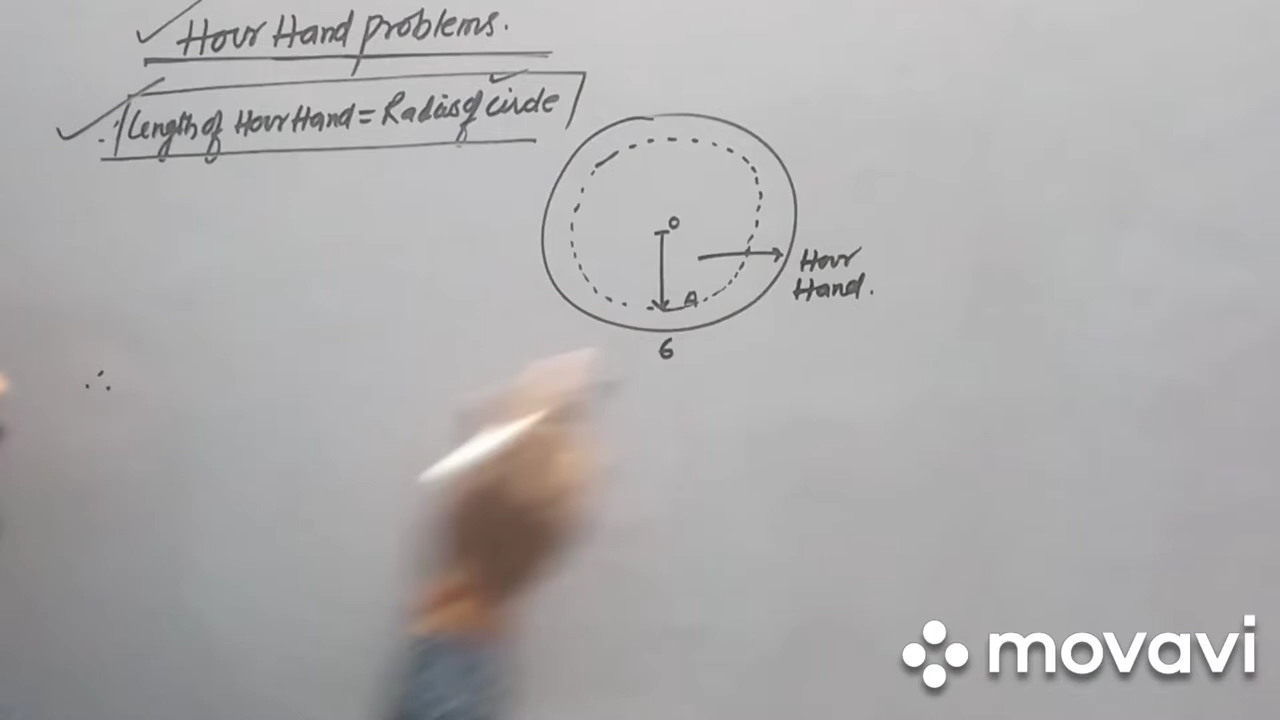 Hour Hand problems.
Length of Hour Hand = Radius of circle
O
A
Hour
Hand.
6
∴
movavi